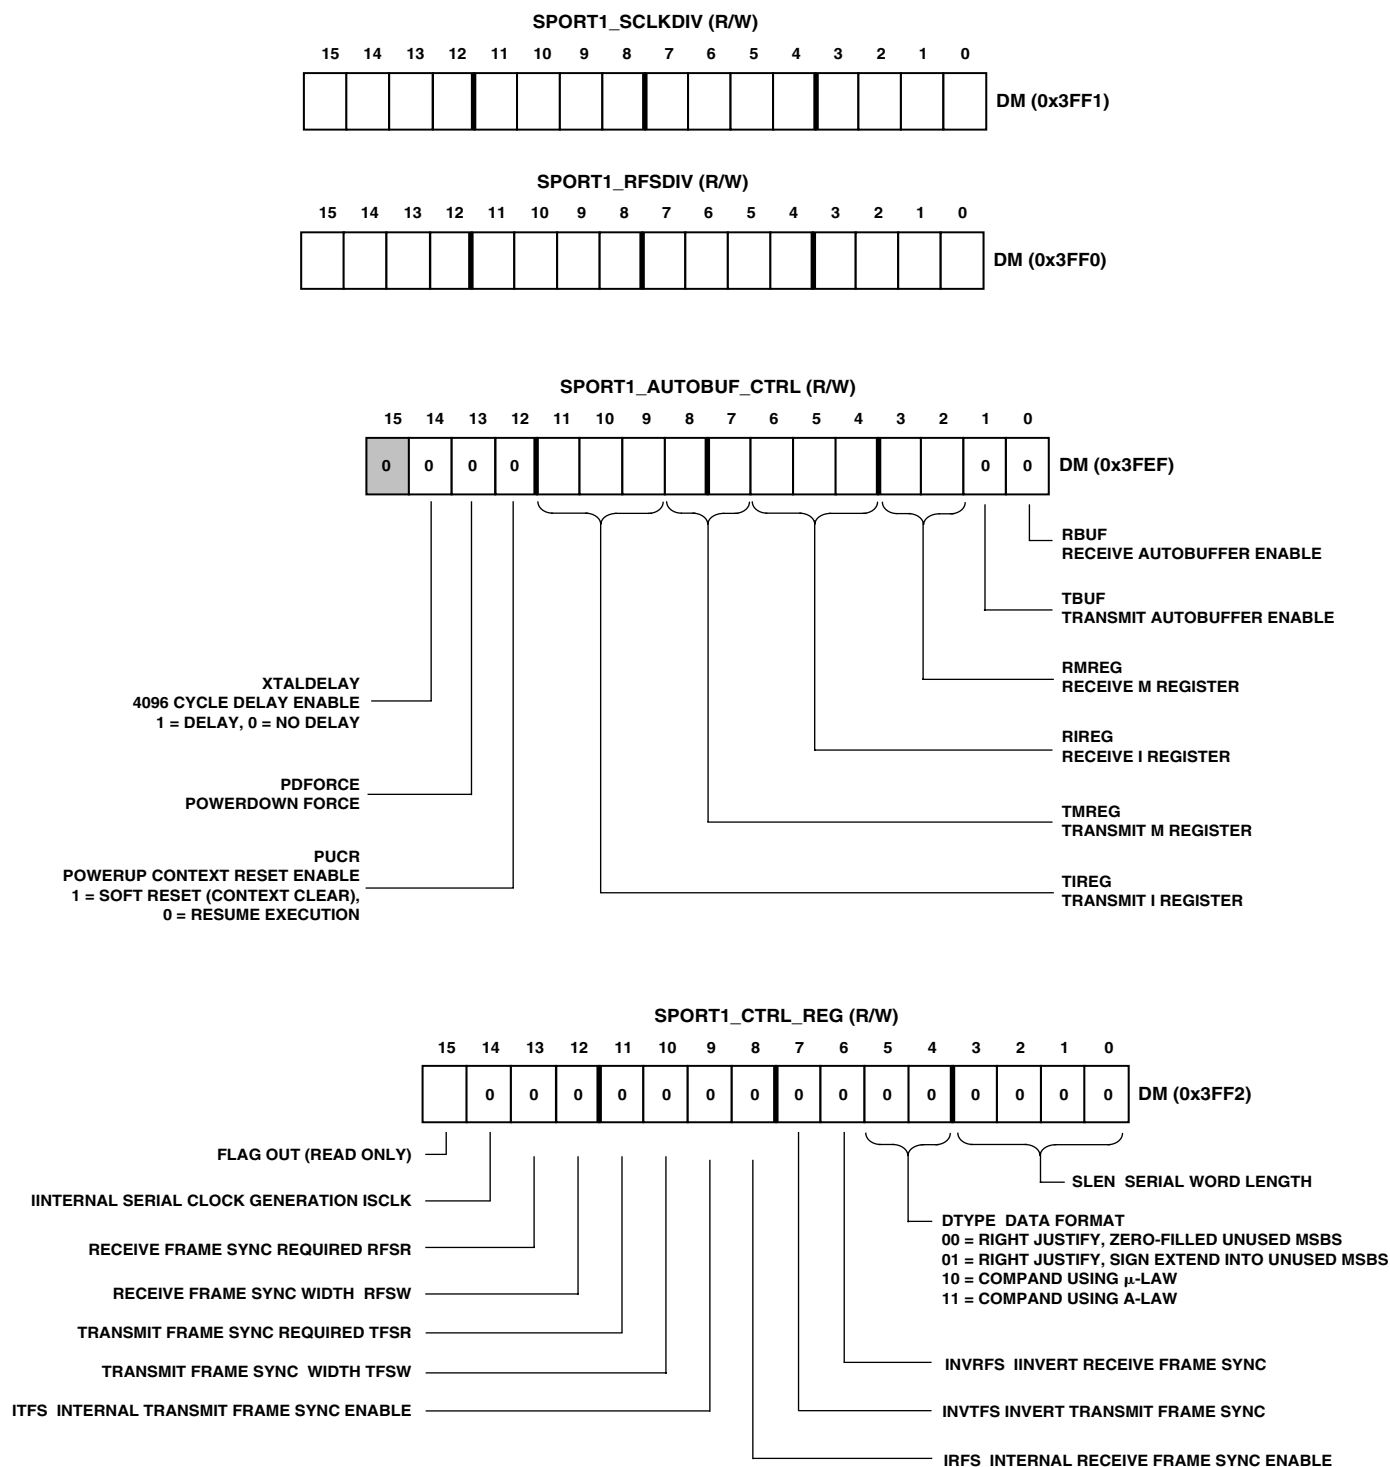 SPORT1_SCLKDIV (R/W)
15 14 13 12 11 10 9 8 7 6 5 4 3 2 1 0
DM (0x3FF1)
SPORT1_RFSDIV (R/W)
15 14 13 12 11 10 9 8 7 6 5 4 3 2 1 0
DM (0x3FF0)
SPORT1_AUTOBUF_CTRL (R/W)
15 14 13 12 11 10 9 8 7 6 5 4 3 2 1 0
0 0 0 0 0 0 DM (0x3FEF)
RBUF
RECEIVE AUTOBUFFER ENABLE
TBUF
TRANSMIT AUTOBUFFER ENABLE
RMREG
RECEIVE M REGISTER
RIREG
RECEIVE I REGISTER
TMREG
TRANSMIT M REGISTER
TIREG
TRANSMIT I REGISTER
XTALDELAY
4096 CYCLE DELAY ENABLE
1 = DELAY, 0 = NO DELAY
PDFORCE
POWERDOWN FORCE
PUCR
POWERUP CONTEXT RESET ENABLE
1 = SOFT RESET (CONTEXT CLEAR),
0 = RESUME EXECUTION
SPORT1_CTRL_REG (R/W)
15 14 13 12 11 10 9 8 7 6 5 4 3 2 1 0
0 0 0 0 0 0 0 0 0 0 0 0 0 0 0 DM (0x3FF2)
FLAG OUT (READ ONLY)
IINTERNAL SERIAL CLOCK GENERATION ISCLK
RECEIVE FRAME SYNC REQUIRED RFSR
RECEIVE FRAME SYNC WIDTH RFSW
TRANSMIT FRAME SYNC REQUIRED TFSR
TRANSMIT FRAME SYNC WIDTH TFSW
ITFS INTERNAL TRANSMIT FRAME SYNC ENABLE
SLEN SERIAL WORD LENGTH
DTYPE DATA FORMAT
00 = RIGHT JUSTIFY, ZERO-FILLED UNUSED MSBS
01 = RIGHT JUSTIFY, SIGN EXTEND INTO UNUSED MSBS
10 = COMPAND USING μ-LAW
11 = COMPAND USING A-LAW
INVRFS IINVERT RECEIVE FRAME SYNC
INVTFS INVERT TRANSMIT FRAME SYNC
IRFS INTERNAL RECEIVE FRAME SYNC ENABLE